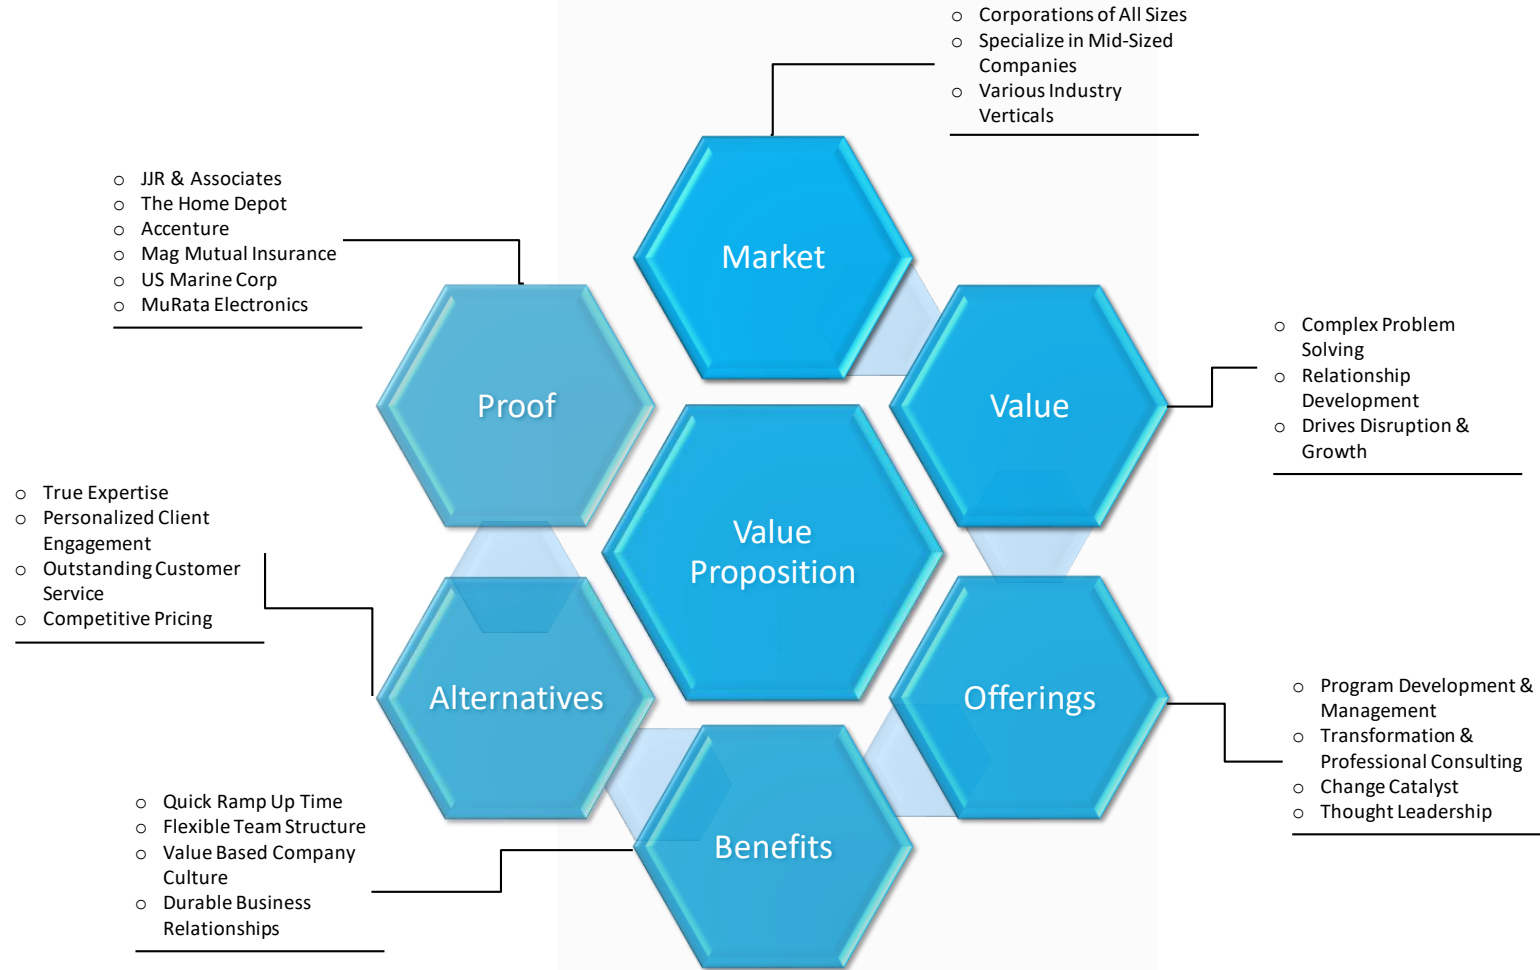 ○ Corporations of All Sizes
○ Specialize in Mid-Sized
Companies
○ Various Industry
Verticals
Market
○ JJR & Associates
○ The Home Depot
○ Accenture
○ Mag Mutual Insurance
○ US Marine Corp
○ MuRata Electronics
Proof
Value
○ Complex Problem
Solving
○ Relationship
Development
○ Drives Disruption &
Growth
Value
Proposition
○ True Expertise
○ Personalized Client
Engagement
○ Outstanding Customer
Service
○ Competitive Pricing
Alternatives
Offerings
○ Program Development &
Management
○ Transformation &
Professional Consulting
○ Change Catalyst
○ Thought Leadership
○ Quick Ramp Up Time
○ Flexible Team Structure
○ Value Based Company
Culture
○ Durable Business
Relationships
Benefits